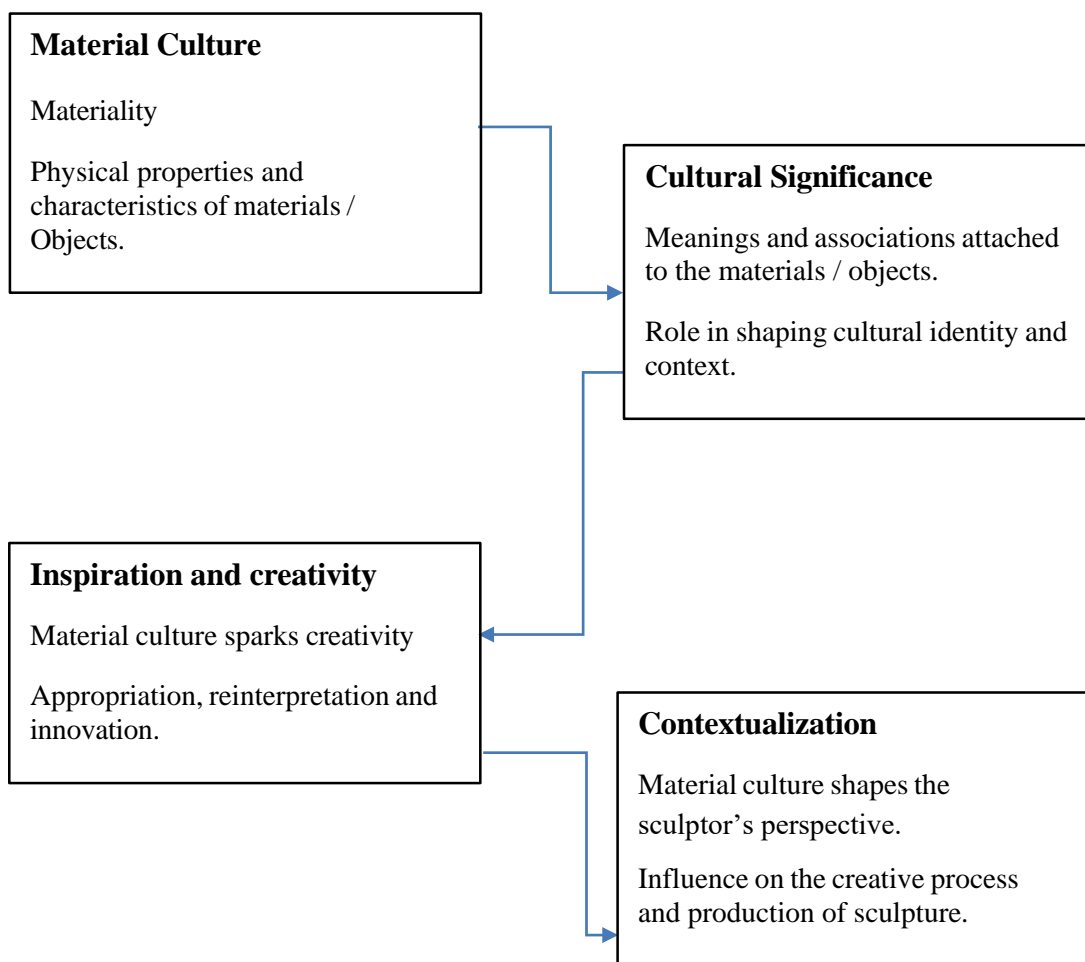 Material Culture
Materiality
Physical properties and
characteristics of materials /
Objects.
Cultural Significance
Meanings and associations attached
to the materials / objects.
Role in shaping cultural identity and
context.
Inspiration and creativity
Material culture sparks creativity
Appropriation, reinterpretation and
innovation.
Contextualization
Material culture shapes the
sculptor’s perspective.
Influence on the creative process
and production of sculpture.